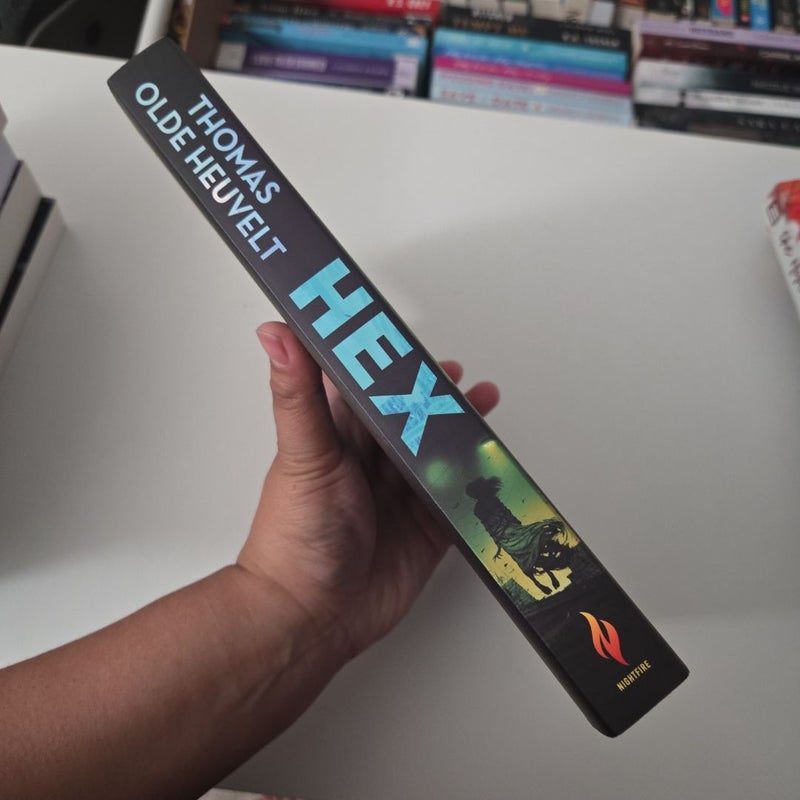 THOMAS
OLDE HEUVELT
HEX
NIGHTFIRE